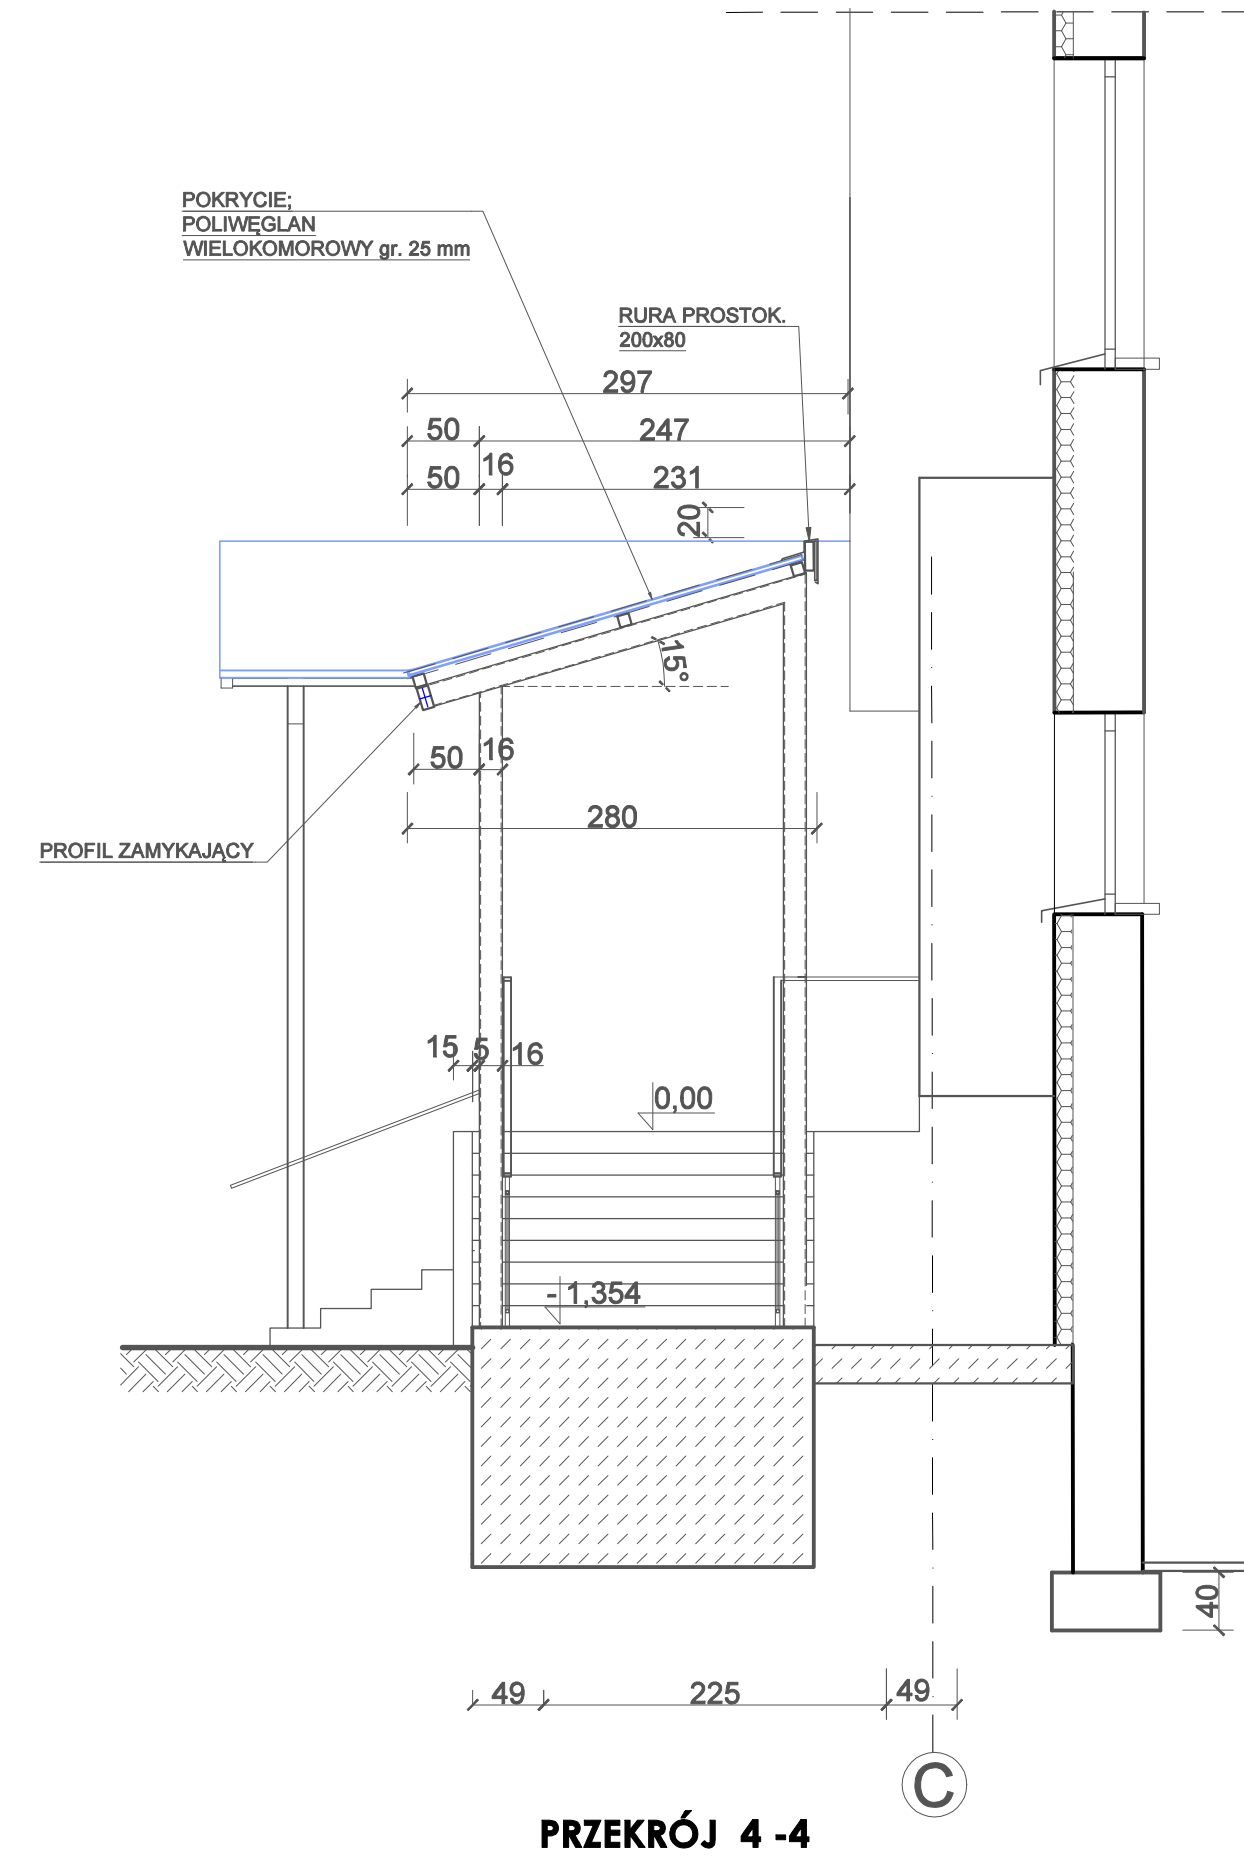 POKRYCIE;
POLIWĘGLAN
WIELOKOMOROWY gr. 25 mm
RURA PROSTOK.
200x80
297
50 247
50 16 231
20
15°
50 16
280
PROFIL ZAMYKAJĄCY
15 5 16
0,00
- 1,354
40
49 225 49
C
PRZEKRÓJ 4 -4